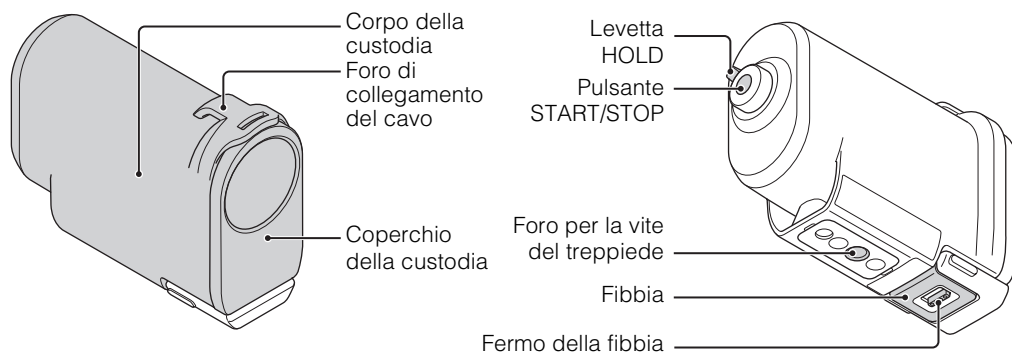 Corpo della
custodia
Foro di
collegamento
del cavo
Coperchio
della custodia
Levetta
HOLD
Pulsante
START/STOP
Foro per la vite
del treppiede
Fibbia
Fermo della fibbia